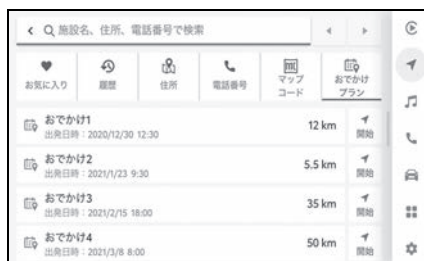 施設名、住所、電話番号で検索
お気に入り
履歴
住所
電話番号
マップ
コード
おでかけ
プラン
おでかけ1
12 km
出発日時：2020/12/30 12:30
開始
おでかけ2
5.5 km
出発日時：2021/1/23 9:30
開始
おでかけ3
35 km
出発日時：2021/2/15 18:00
開始
おでかけ4
50 km
出発日時：2021/3/8 8:00
開始